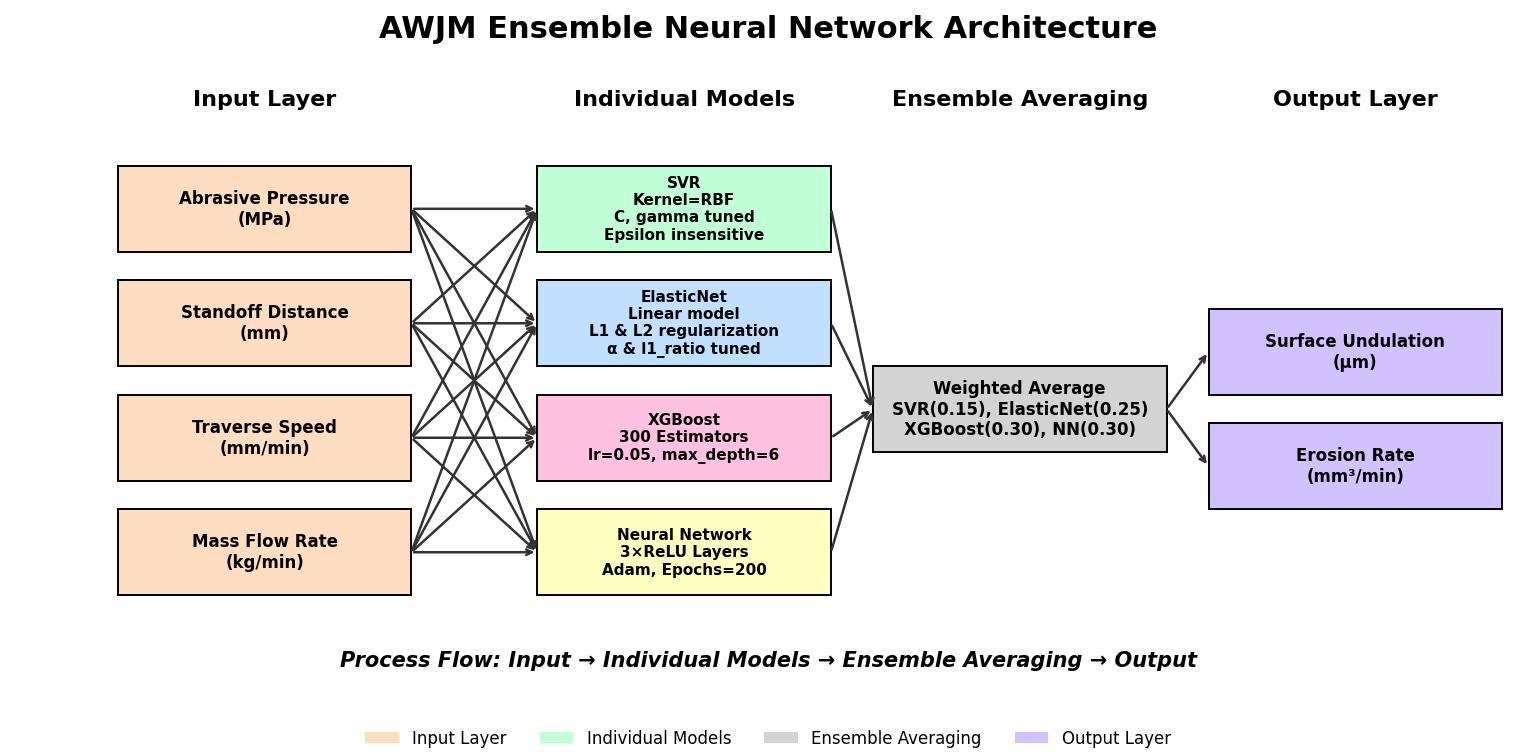 AWJM Ensemble Neural Network Architecture
Input Layer
Individual Models
Ensemble Averaging
Output Layer
Abrasive Pressure
(MPa)
Standoff Distance
(mm)
Traverse Speed
(mm/min)
Mass Flow Rate
(kg/min)
SVR
Kernel=RBF
C, gamma tuned
Epsilon insensitive
ElasticNet
Linear model
L1 & L2 regularization
α & l1_ratio tuned
XGBoost
300 Estimators
lr=0.05, max_depth=6
Neural Network
3×ReLU Layers
Adam, Epochs=200
Weighted Average
SVR(0.15), ElasticNet(0.25)
XGBoost(0.30), NN(0.30)
Surface Undulation
(μm)
Erosion Rate
(mm³/min)
Process Flow: Input → Individual Models → Ensemble Averaging → Output
Input Layer
Individual Models
Ensemble Averaging
Output Layer